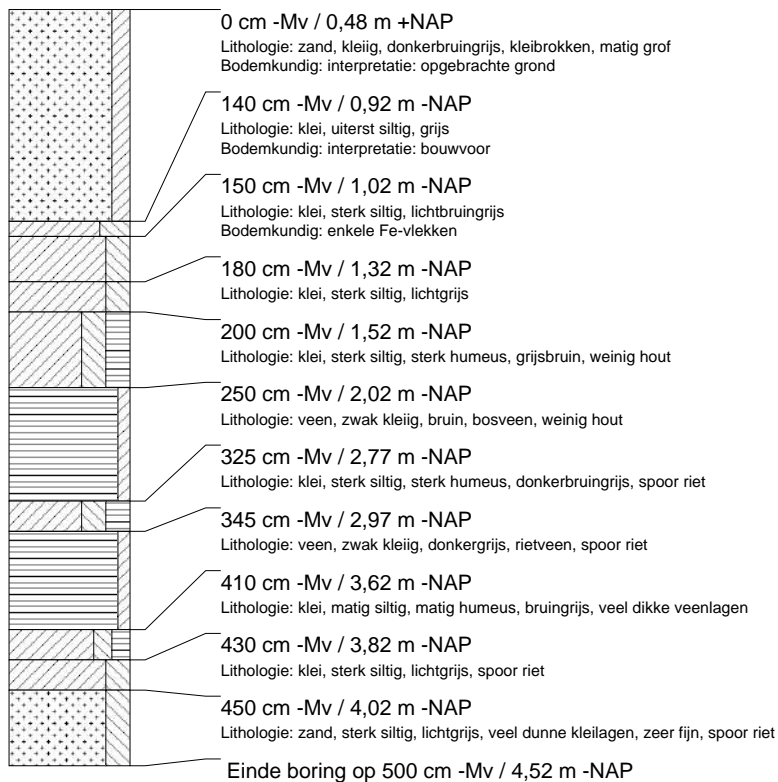 0 cm -Mv / 0,48 m +NAP
Lithologie: zand, kleiig, donkerbruingrijs, kleibrokken, matig grof
Bodemkundig: interpretatie: opgebrachte grond
140 cm -Mv / 0,92 m -NAP
Lithologie: klei, uiterst siltig, grijs
Bodemkundig: interpretatie: bouwvoor
150 cm -Mv / 1,02 m -NAP
Lithologie: klei, sterk siltig, lichtbruingrijs
Bodemkundig: enkele Fe-vlekken
180 cm -Mv / 1,32 m -NAP
Lithologie: klei, sterk siltig, lichtgrijs
200 cm -Mv / 1,52 m -NAP
Lithologie: klei, sterk siltig, sterk humeus, grijsbruin, weinig hout
250 cm -Mv / 2,02 m -NAP
Lithologie: veen, zwak kleiig, bruin, bosveen, weinig hout
325 cm -Mv / 2,77 m -NAP
Lithologie: klei, sterk siltig, sterk humeus, donkerbruingrijs, spoor riet
345 cm -Mv / 2,97 m -NAP
Lithologie: veen, zwak kleiig, donkergrijs, rietveen, spoor riet
410 cm -Mv / 3,62 m -NAP
Lithologie: klei, matig siltig, matig humeus, bruingrijs, veel dikke veenlagen
430 cm -Mv / 3,82 m -NAP
Lithologie: klei, sterk siltig, lichtgrijs, spoor riet
450 cm -Mv / 4,02 m -NAP
Lithologie: zand, sterk siltig, lichtgrijs, veel dunne kleilagen, zeer fijn, spoor riet
Einde boring op 500 cm -Mv / 4,52 m -NAP